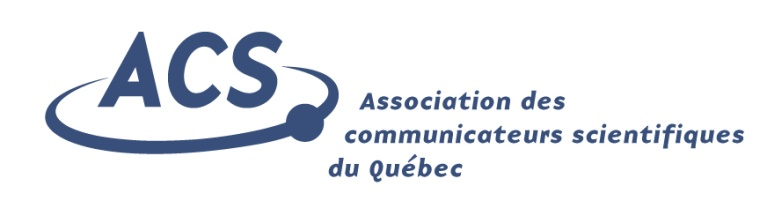 ACS
Association des
communicateurs scientifiques
du Québec